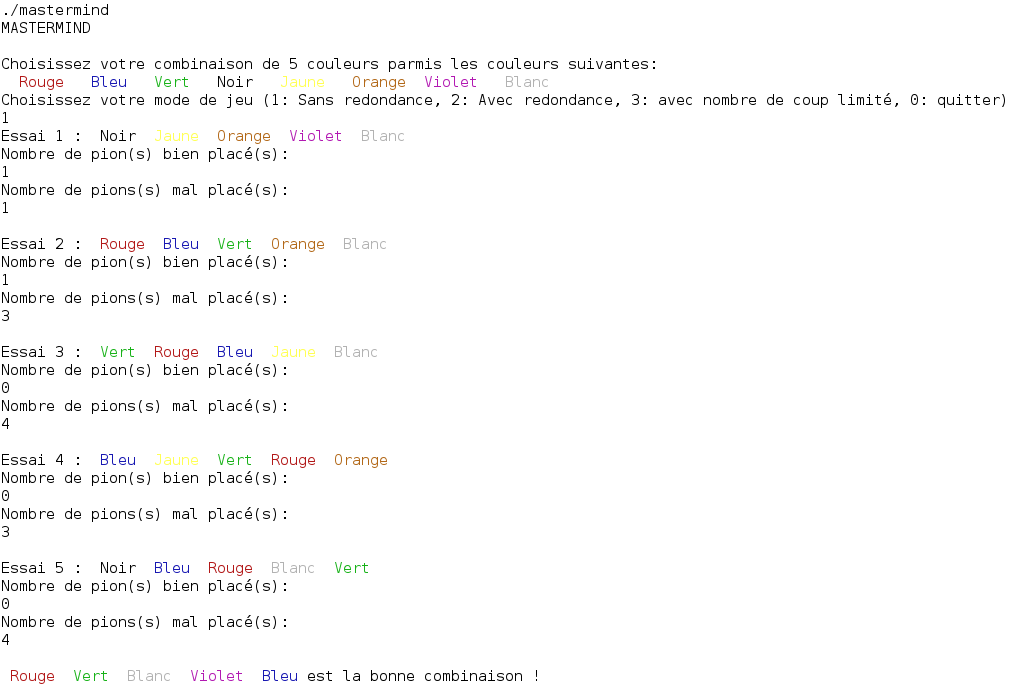 ./mastermind
MASTERMIND
Choisissez votre combinaison de 5 couleurs parmis les couleurs suivantes:
Rouge Bleu Vert Noir Jaune Orange Violet Blanc
Choisissez votre mode de jeu (1: Sans redondance, 2: Avec redondance, 3: avec nombre de coup limité, 0: quitter)
1
Essai 1 : Noir Jaune Orange Violet Blanc
Nombre de pion(s) bien placé(s):
1
Nombre de pions(s) mal placé(s):
1
Essai 2 : Rouge Bleu Vert Orange Blanc
Nombre de pion(s) bien placé(s):
1
Nombre de pions(s) mal placé(s):
3
Essai 3 : Vert Rouge Bleu Jaune Blanc
Nombre de pion(s) bien placé(s):
0
Nombre de pions(s) mal placé(s):
4
Essai 4 : Bleu Jaune Vert Rouge Orange
Nombre de pion(s) bien placé(s):
0
Nombre de pions(s) mal placé(s):
3
Essai 5 : Noir Bleu Rouge Blanc Vert
Nombre de pion(s) bien placé(s):
0
Nombre de pions(s) mal placé(s):
4
Rouge Vert Blanc Violet Bleu est la bonne combinaison !